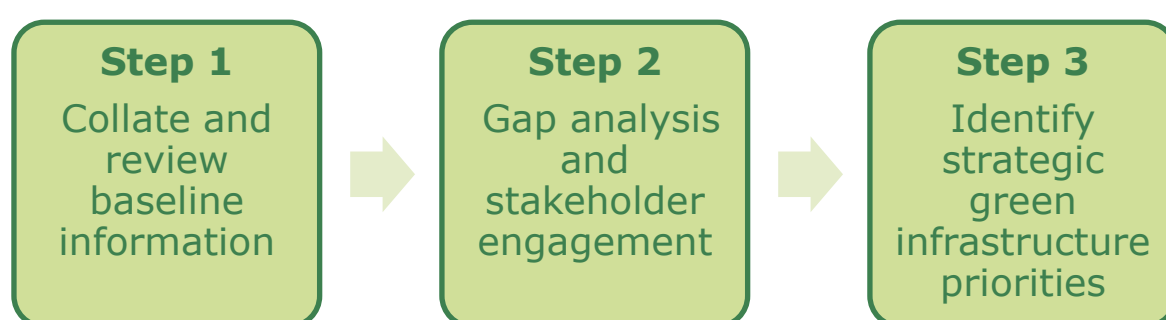 Step 1
Collate and
review
baseline
information
Step 2
Gap analysis
and
stakeholder
engagement
Step 3
Identify
strategic
green
infrastructure
priorities